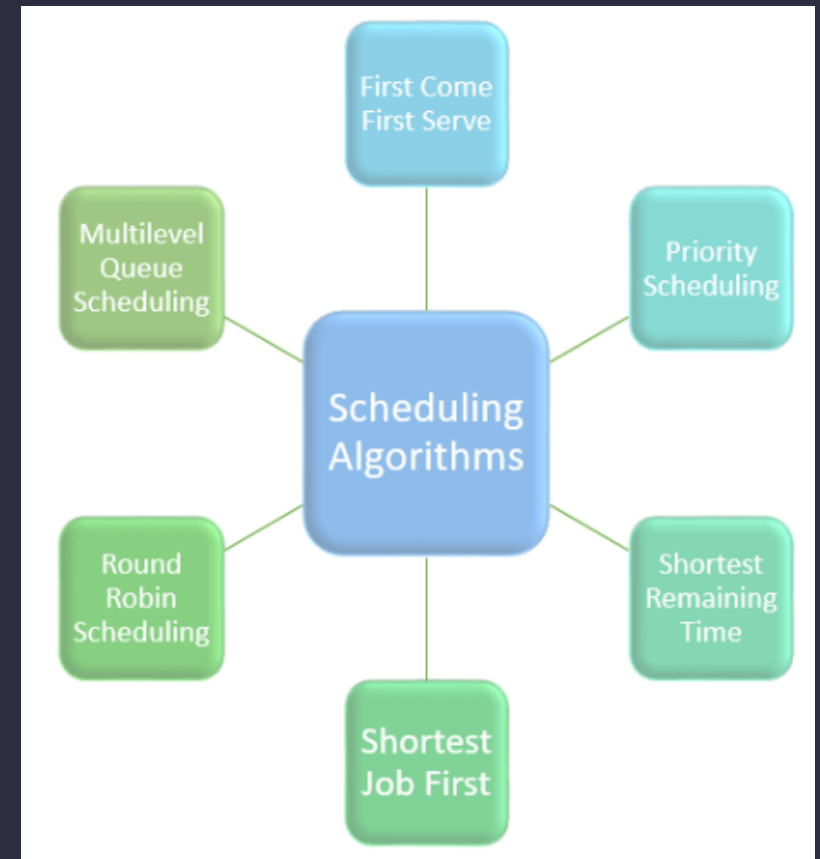 First Come
First Serve
Multilevel
Queue
Scheduling
Priority
Scheduling
Scheduling
Algorithms
Round
Robin
Scheduling
Shortest
Remaining
Time
Shortest
Job First